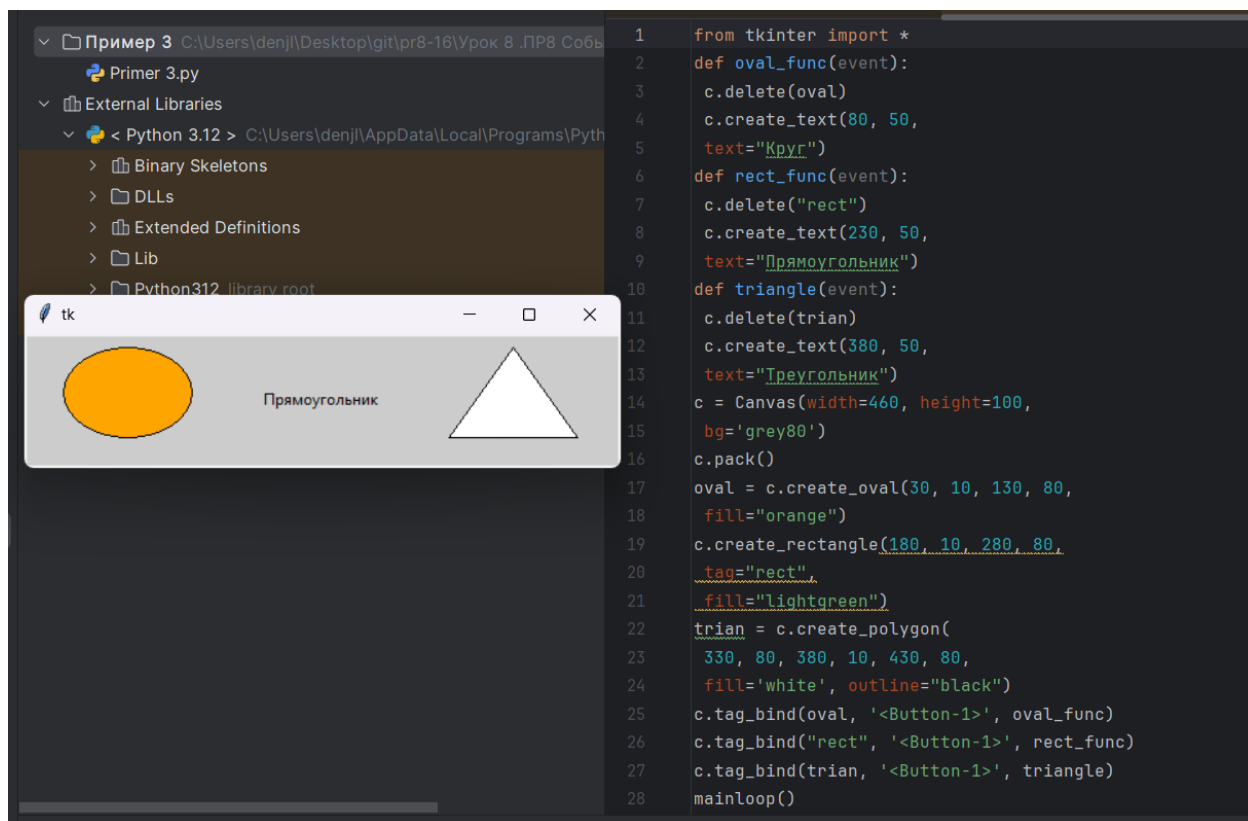 Пример 3 C:\Users\denjl\Desktop\git\pr8-16\Урок 8 .ПР8 Собы
Primer 3.py
External Libraries
< Python 3.12 > C:\Users\denjl\AppData\Local\Programs\Pyth
Binary Skeletons
DLLs
Extended Definitions
Lib
Python312 library root
tk
Прямоугольник
1 from tkinter import *
2 def oval_func(event):
3 c.delete(oval)
4 c.create_text(80, 50,
5 text="Круг")
6 def rect_func(event):
7 c.delete("rect")
8 c.create_text(230, 50,
9 text="Прямоугольник")
10 def triangle(event):
11 c.delete(trian)
12 c.create_text(380, 50,
13 text="Треугольник")
14 c = Canvas(width=460, height=100,
15 bg='grey80')
16 c.pack()
17 oval = c.create_oval(30, 10, 130, 80,
18 fill="orange")
19 c.create_rectangle(180, 10, 280, 80,
20 tag="rect",
21 fill="lightgreen")
22 trian = c.create_polygon(
23 330, 80, 380, 10, 430, 80,
24 fill='white', outline="black")
25 c.tag_bind(oval, '<Button-1>', oval_func)
26 c.tag_bind("rect", '<Button-1>', rect_func)
27 c.tag_bind(trian, '<Button-1>', triangle)
28 mainloop()